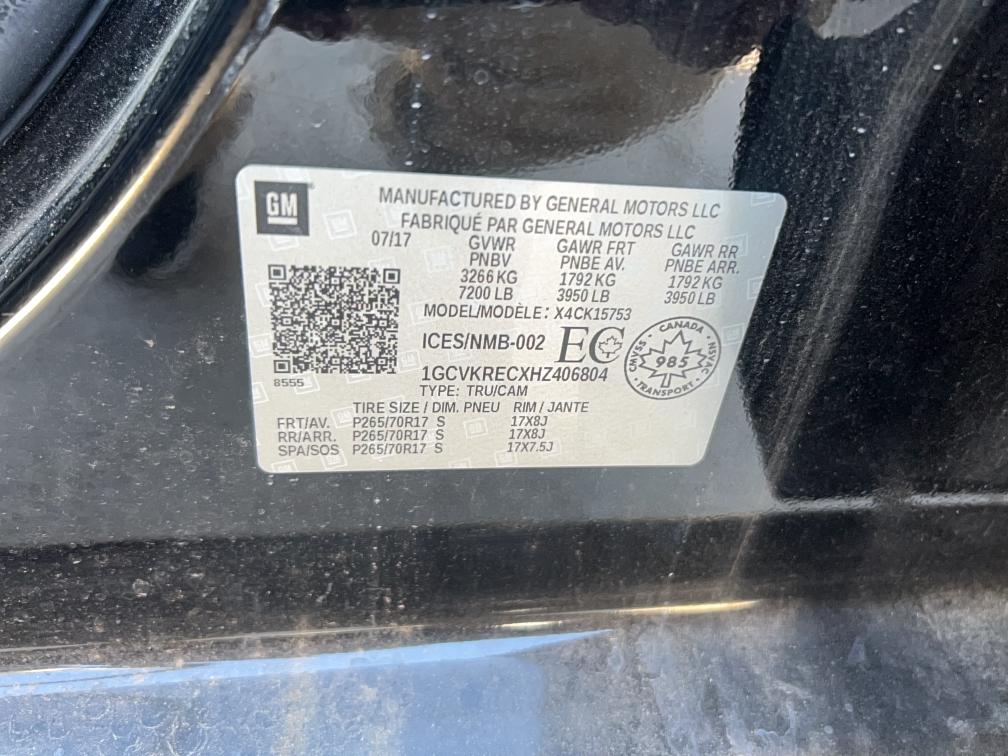 GM
MANUFACTURED BY GENERAL MOTORS LLC
FABRIQUÉ PAR GENERAL MOTORS LLC
07/17 GVWR GAWR FRT GAWR RR
PNBV PNBE AV. PNBE ARR.
3266 KG 1792 KG 1792 KG
7200 LB 3950 LB 3950 LB
MODEL/MODÈLE: X4CK15753
ICES/NMB-002 EC
CANADA
CMVSS 985 NSVAC
TRANSPORT
1GCVKRECXHZ406804
8555
TYPE: TRU/CAM
TIRE SIZE / DIM. PNEU RIM / JANTE
FRT/AV. P265/70R17 S 17X8J
RR/ARR. P265/70R17 S 17X8J
SPA/SOS P265/70R17 S 17X7.5J